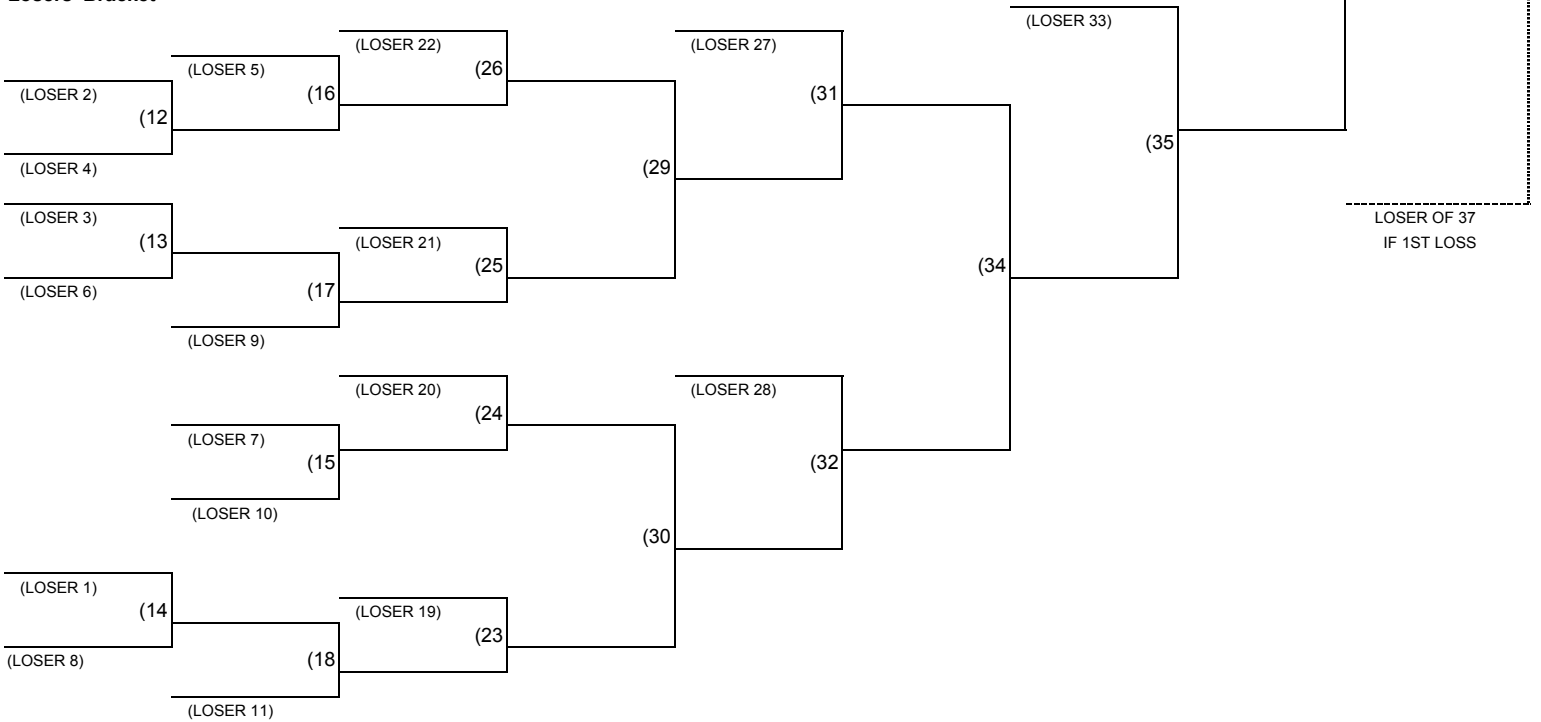 (LOSER 33)
(LOSER 22)
(LOSER 27)
(LOSER 5)
(26
(LOSER 2)
(16
(31
(12
(35
(LOSER 4)
(29
(LOSER 3)
LOSER OF 37
(13
(LOSER 21)
IF 1ST LOSS
(25
(34
(LOSER 6)
(17
(LOSER 9)
(LOSER 20)
(LOSER 28)
(24
(LOSER 7)
(15
(32
(LOSER 10)
(30
(LOSER 1)
(14
(LOSER 19)
(23
(LOSER 8)
(18
(LOSER 11)